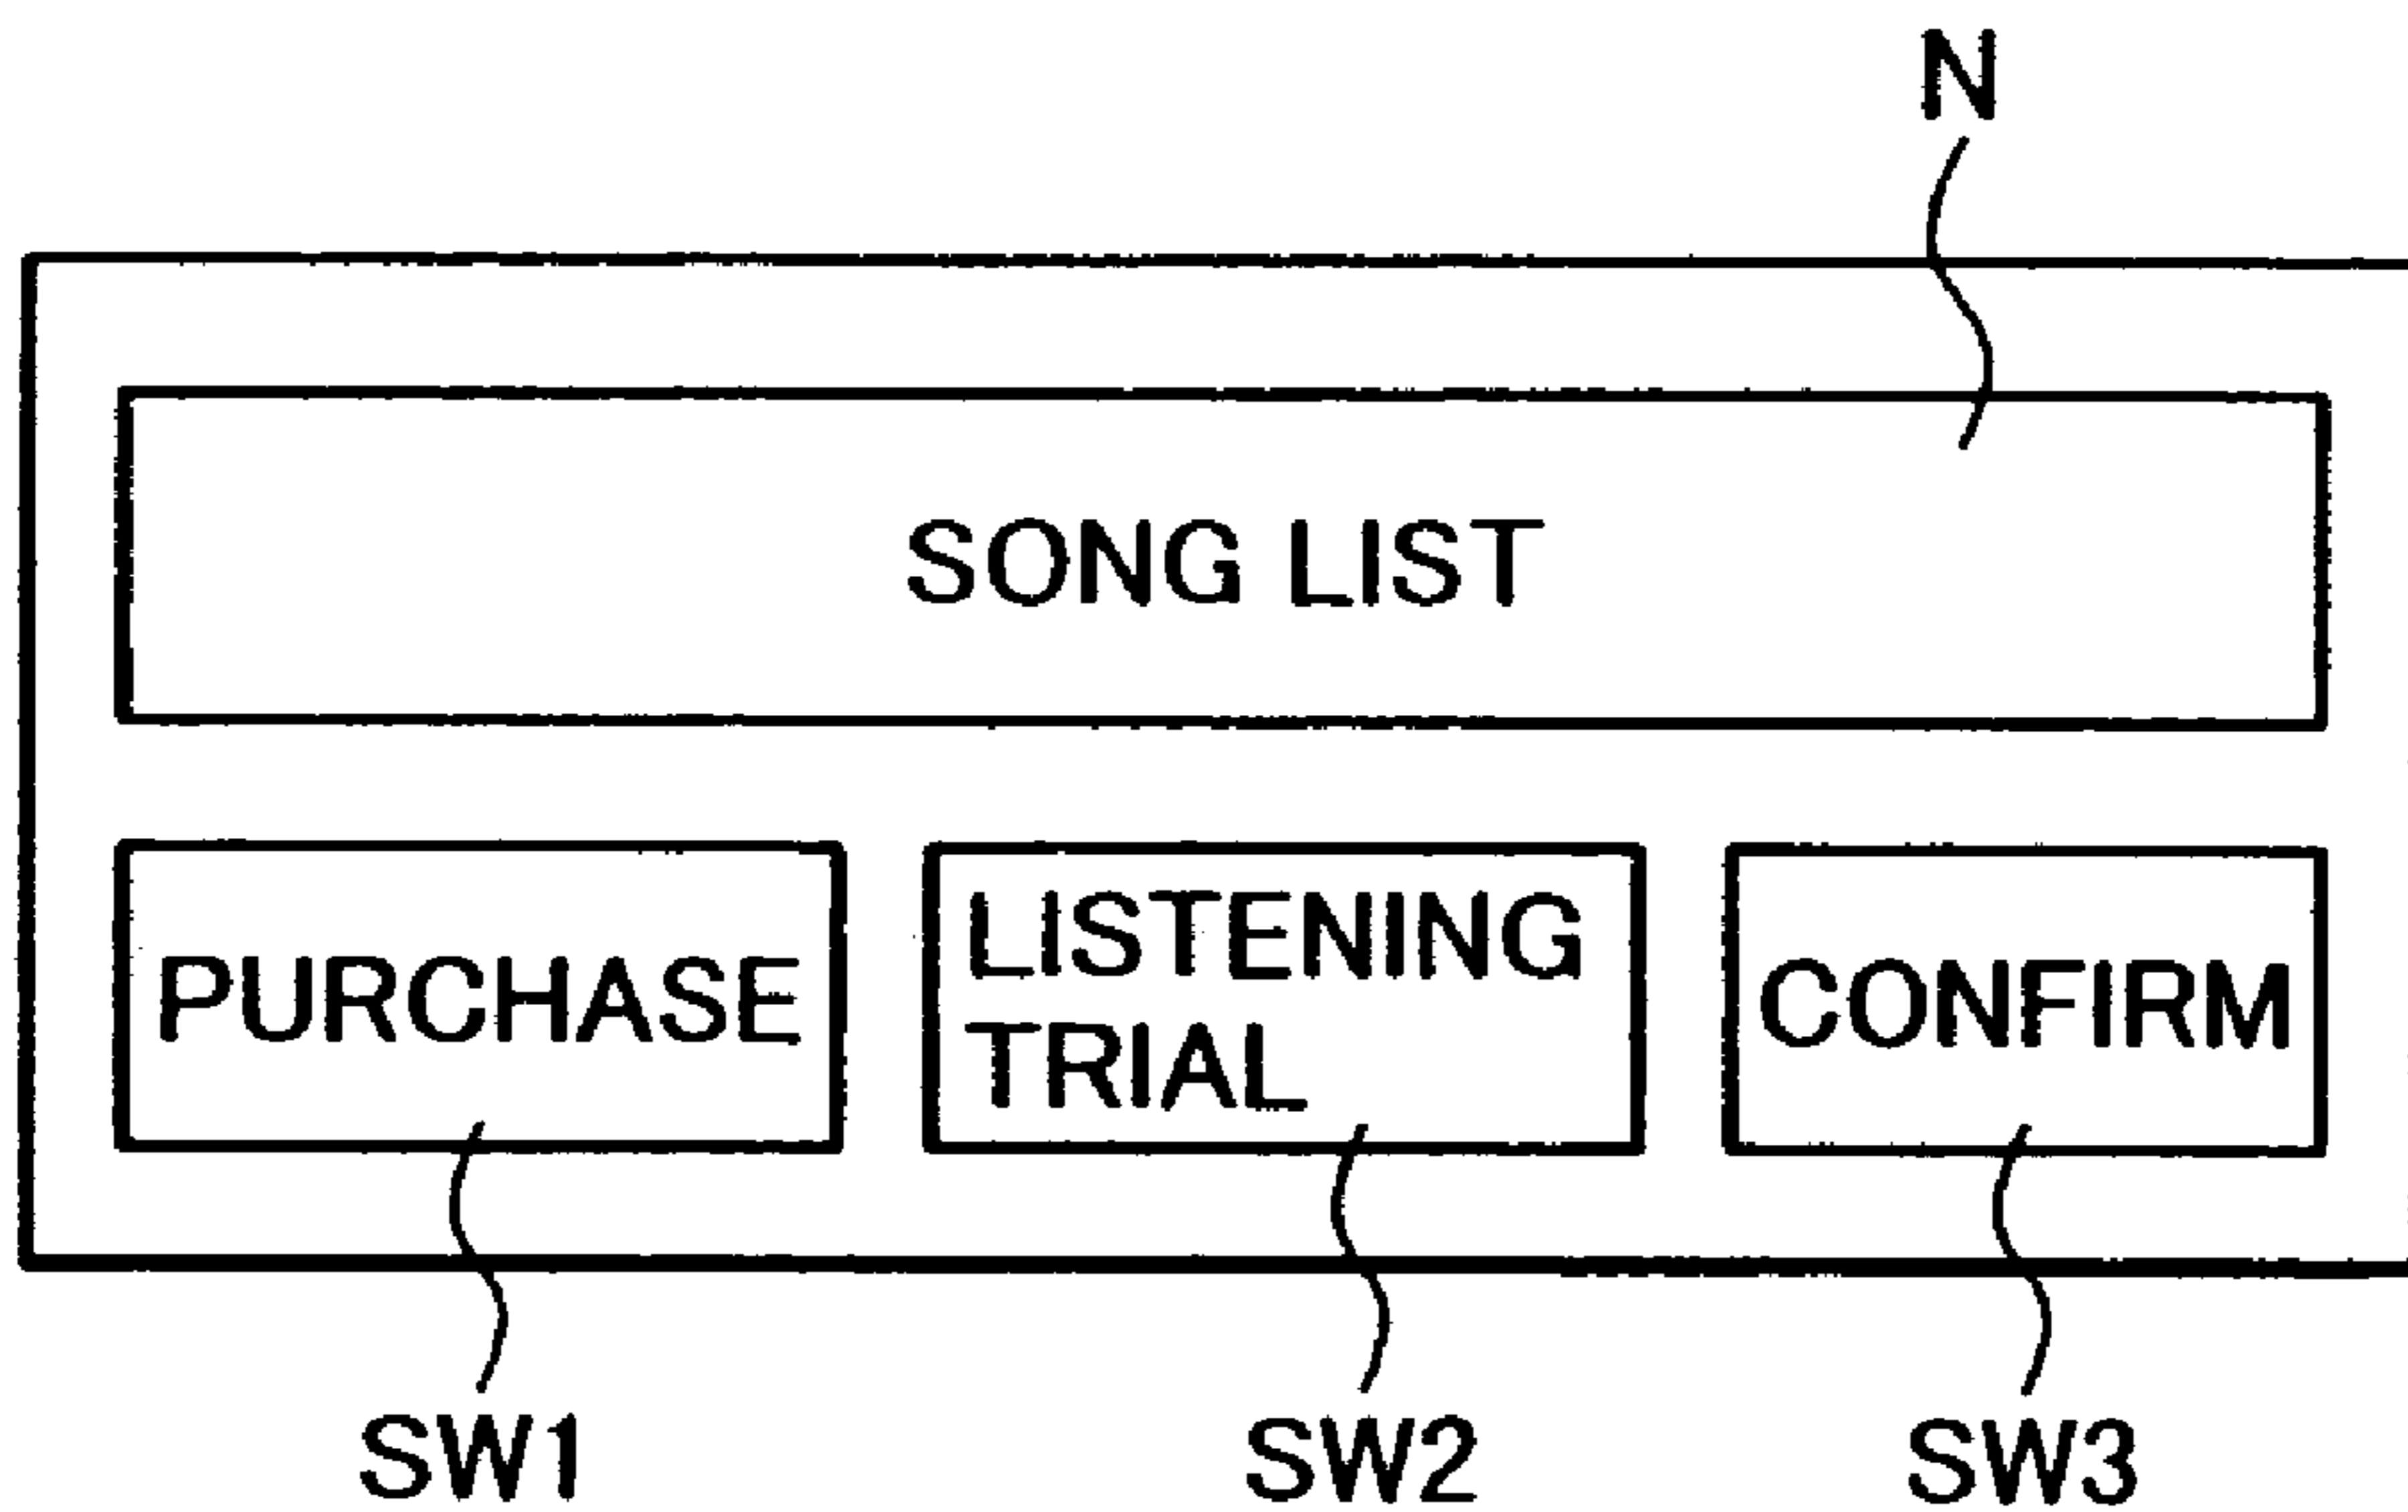 N
SONG LIST
PURCHASE
LISTENING
TRIAL
CONFIRM
SW1
SW2
SW3